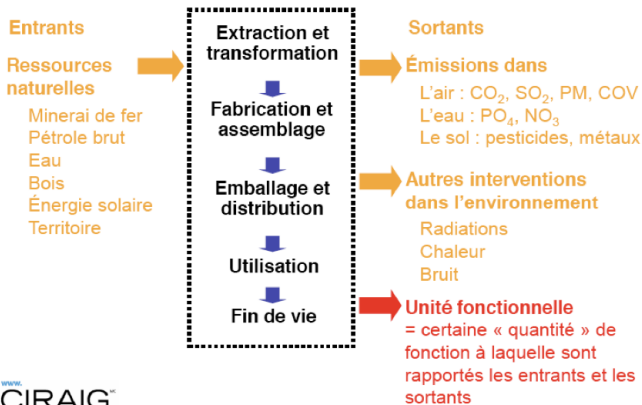 Entrants
Ressources
naturelles
Minerai de fer
Pétrole brut
Eau
Bois
Énergie solaire
Territoire
Extraction et
transformation
Fabrication et
assemblage
Emballage et
distribution
Utilisation
Fin de vie
Sortants
Émissions dans
L'air : CO₂, SO₂, PM, COV
L'eau : PO₄, NO₃
Le sol : pesticides, métaux
Autres interventions
dans l'environnement
Radiations
Chaleur
Bruit
Unité fonctionnelle
= certaine « quantité » de
fonction à laquelle sont
rapportés les entrants et les
sortants
www.
CIRAIG